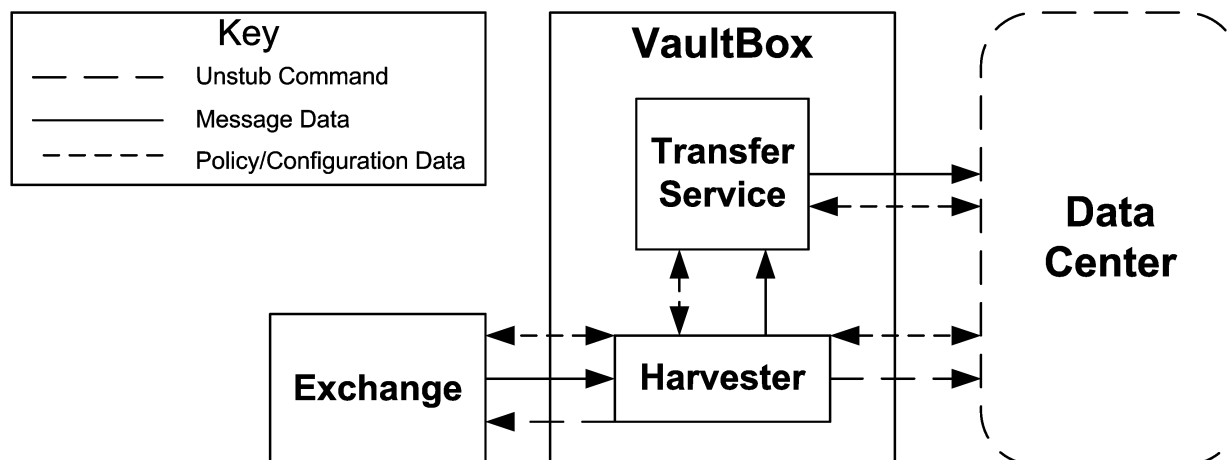 Key
Unstub Command
Message Data
Policy/Configuration Data
VaultBox
Transfer
Service
Data
Center
Exchange
Harvester